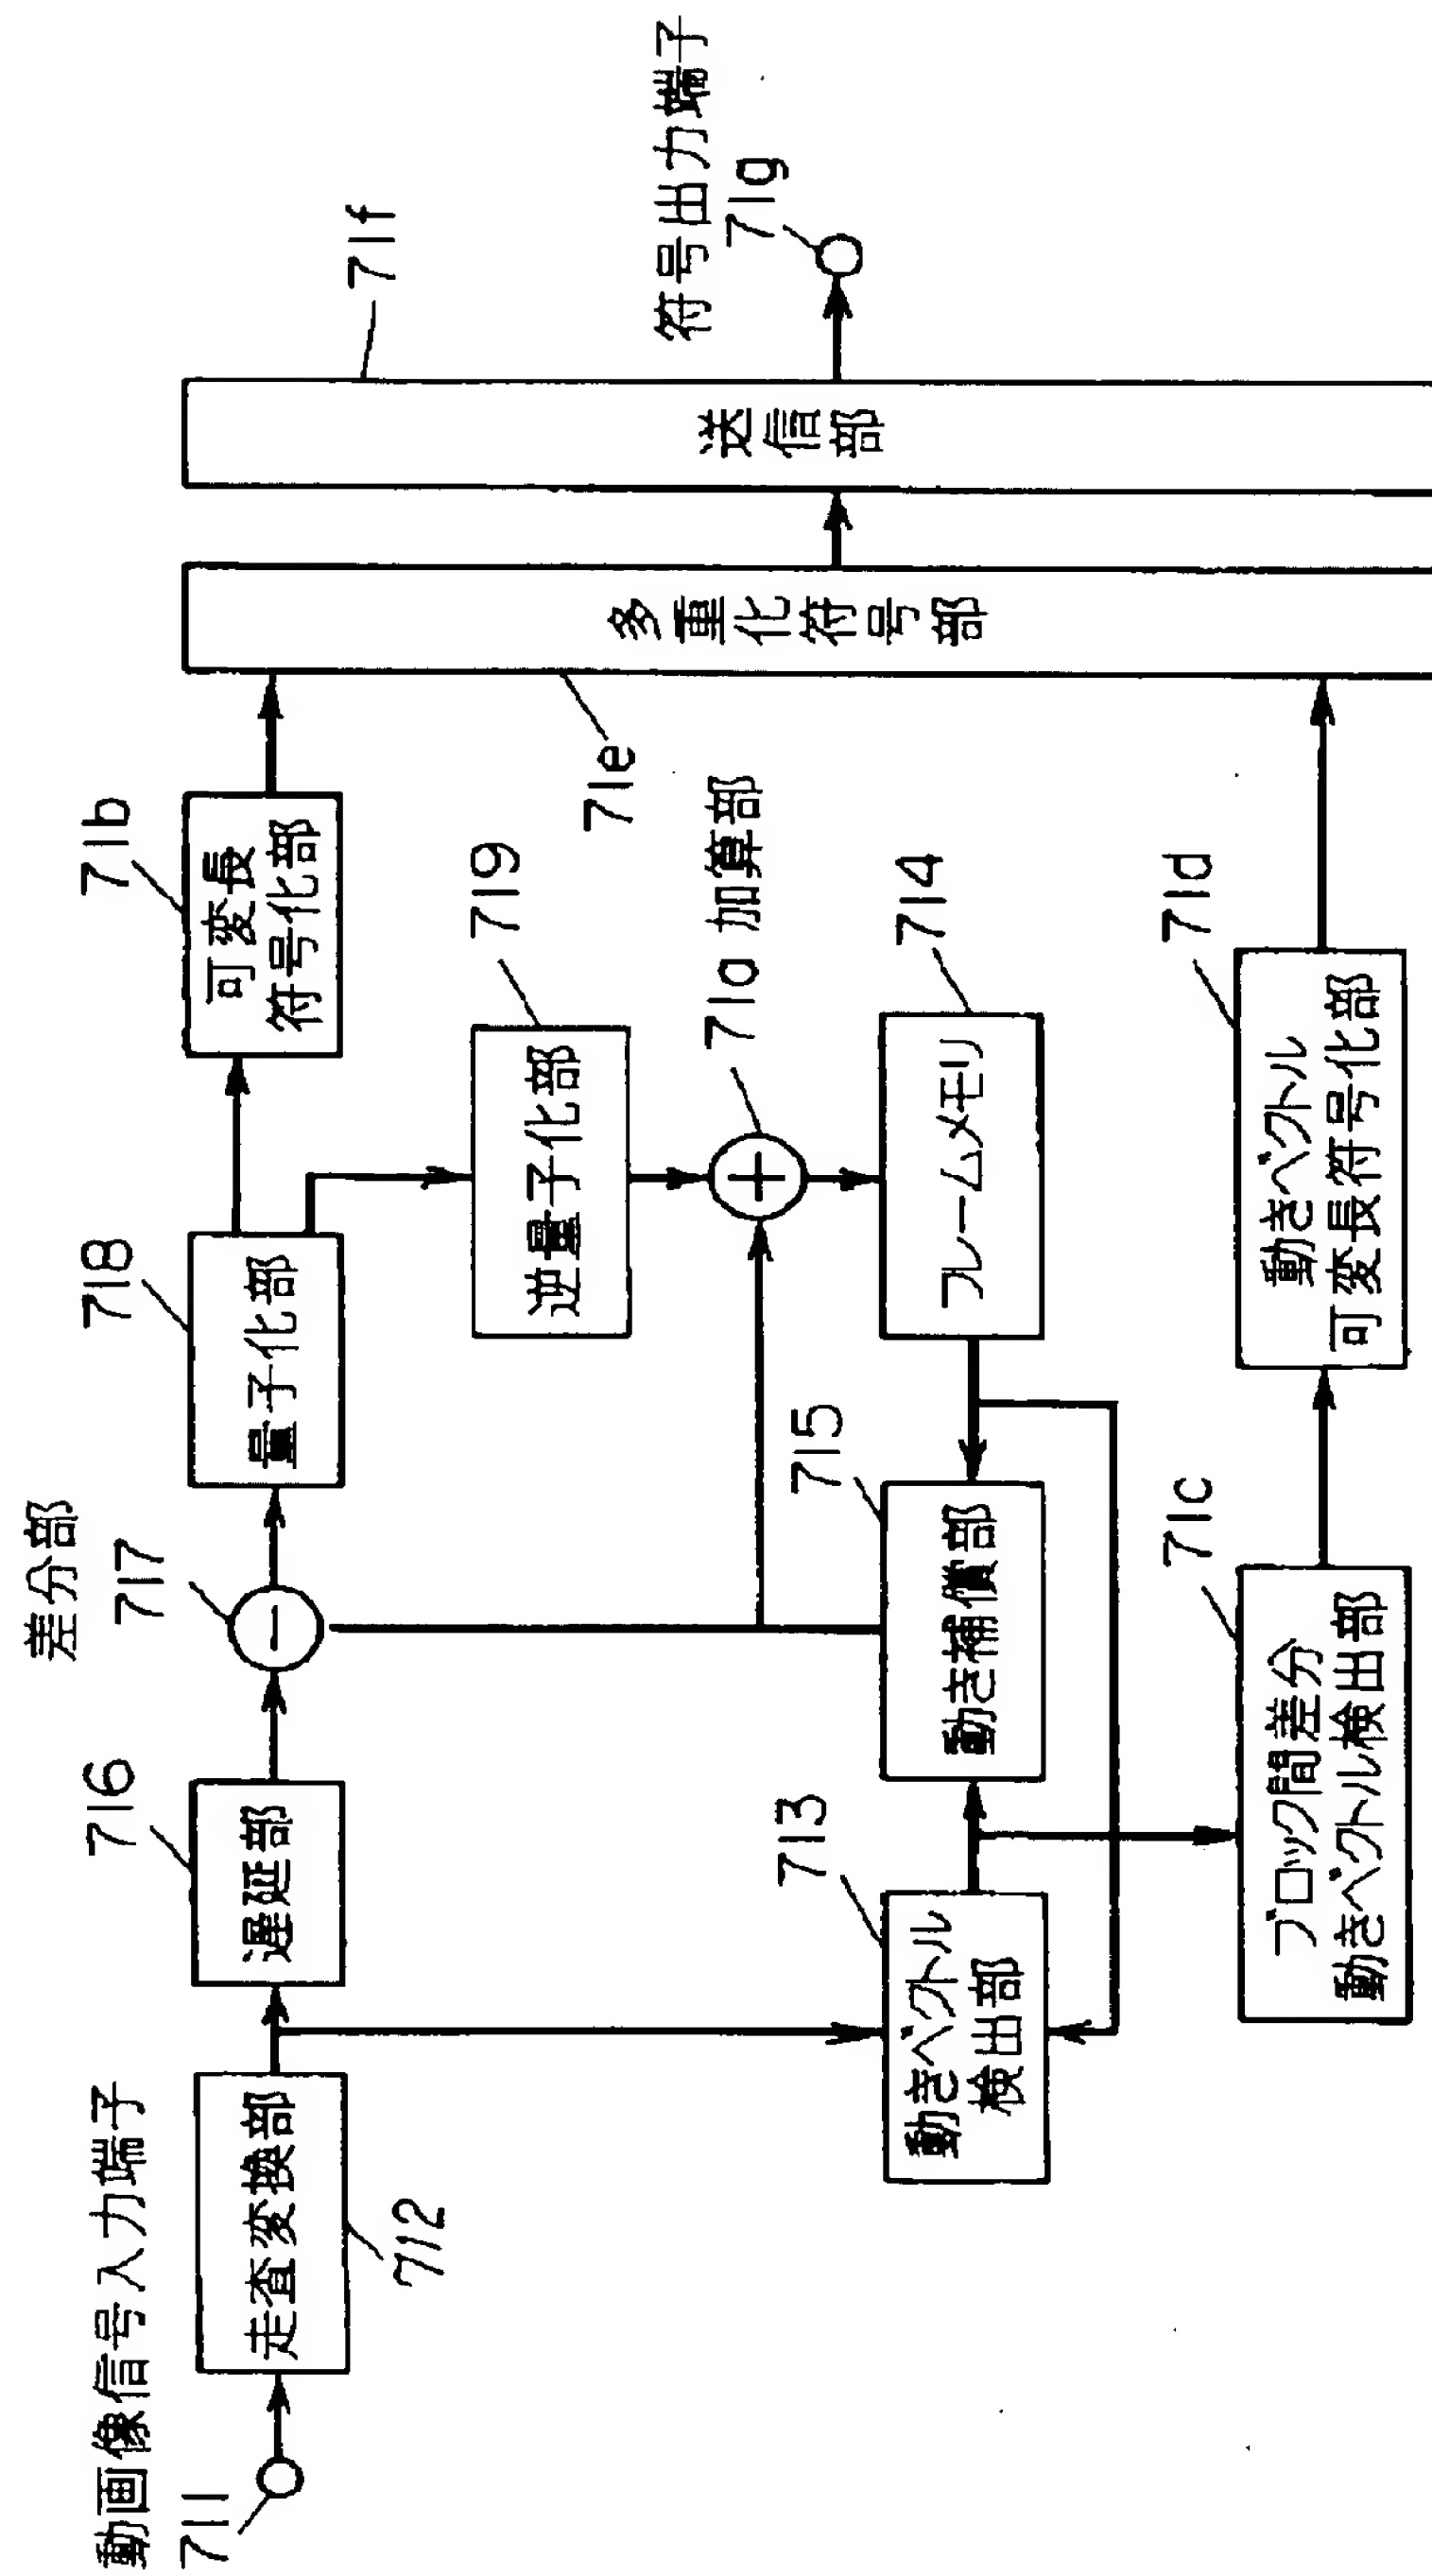 動画像信号入力端子
711
走査変換部
712
716
遅延部
差分部
717
718
量子化部
71b
可変長
符号化部
719
逆量子化部
71a 加算部
714
フレームメモリ
715
動き補償部
713
動きベクトル
検出部
71c
ブロック間差分
動きベクトル検出部
71d
動きベクトル
可変長符号化部
71e
多重化符号部
71f
送信部
符号出力端子
71g